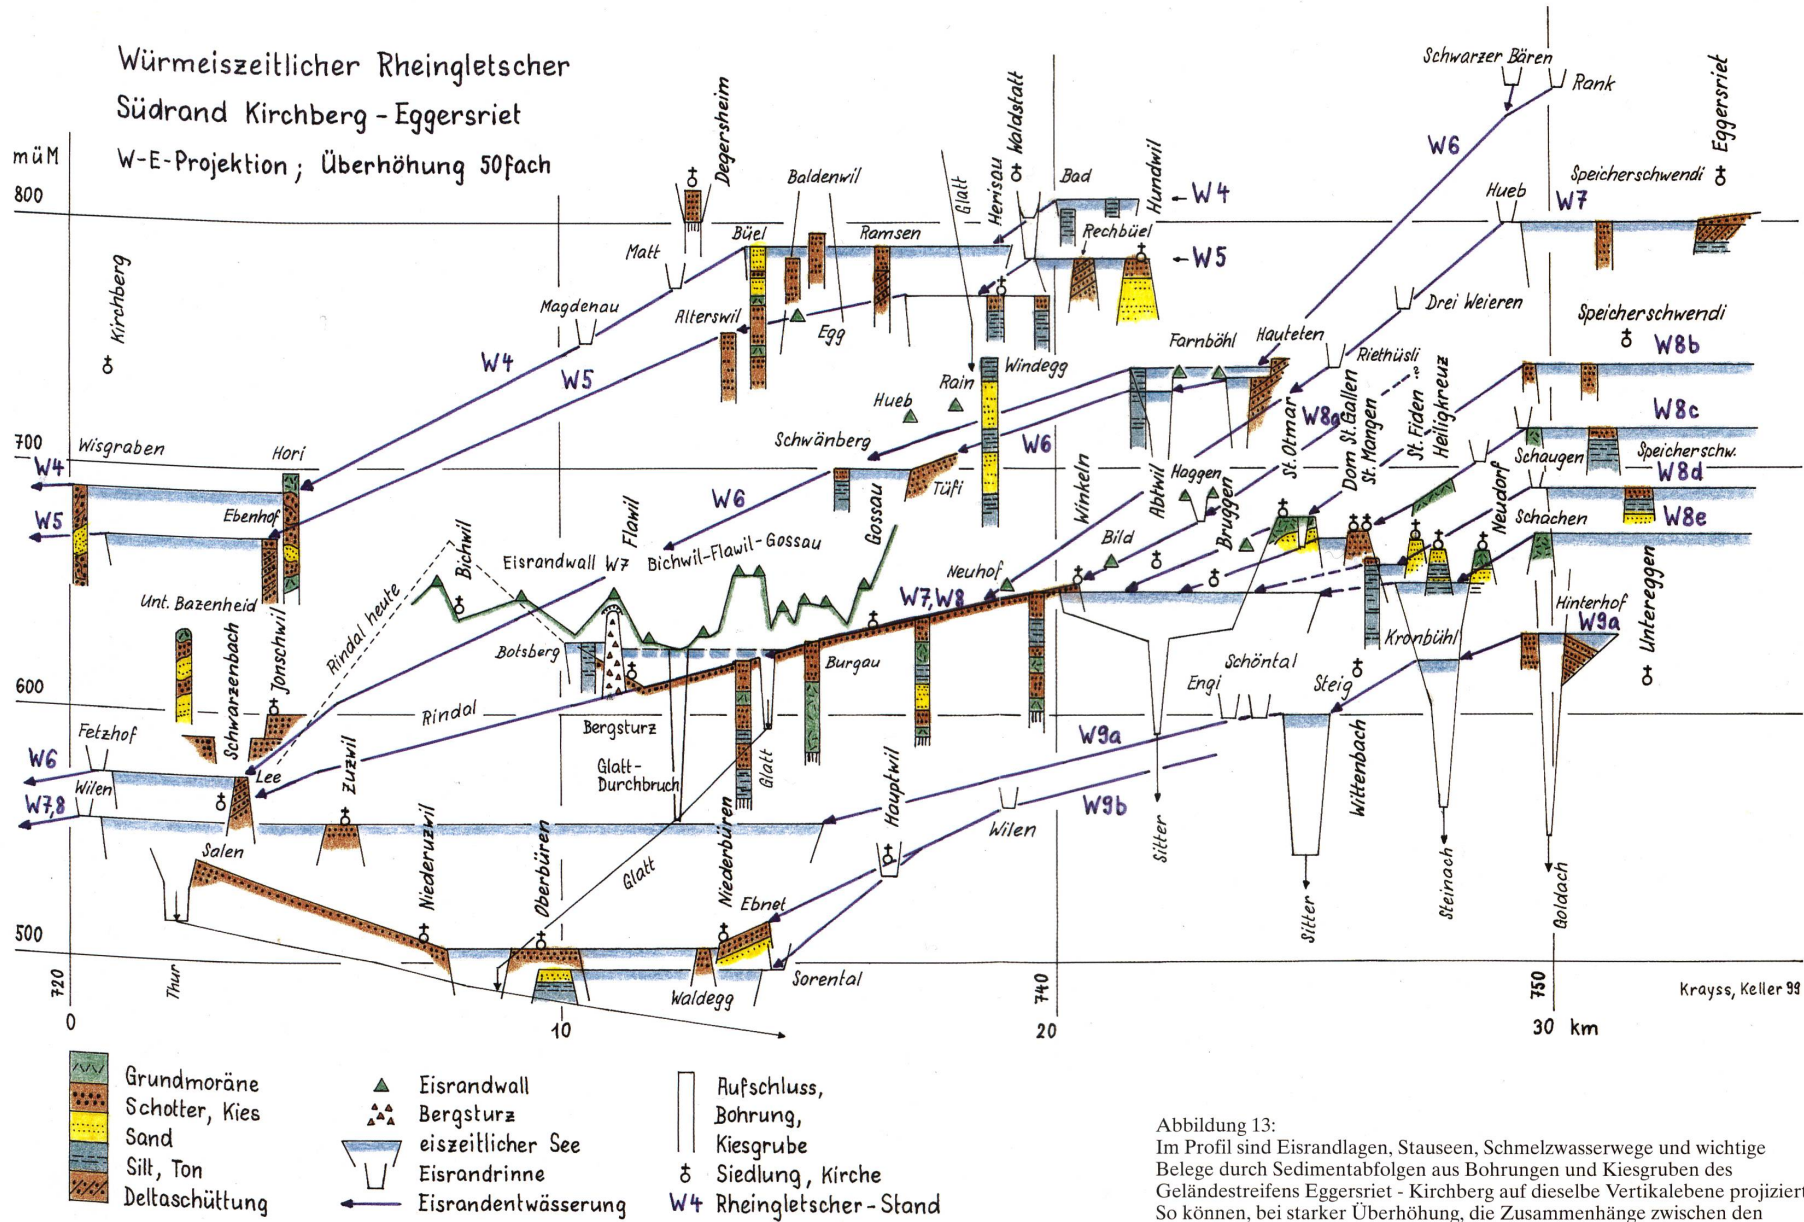 Würmeiszeitlicher Rheingletscher
Südrand Kirchberg - Eggersriet
W-E-Projektion; Überhöhung 50fach
müM
800
700
600
500
Kirchberg
Degersheim
Baldenwil
Glatt
Herisau
Waldstatt
Bad
Hundwil
← W4
Schwarzer Bären
Rank
Eggersriet
W6
Hueb
Speicherschwendi
W7
Matt
Büel
Ramsen
Rechbüel
← W5
Magdenau
Alterswil
Egg
Drei Weieren
Speicherschwendi
W8b
W4
W5
Rain
Windegg
Farnböhl
Hauteten
Riethüsli
?
Hueb
Schwänberg
W6
W8a
St. Otmar
Dom St. Gallen
St. Mangen
St. Fiden
Heiligkreuz
W8c
Wisgraben
Hori
W4
W5
Ebenhof
W6
Tüfi
Gossau
Winkeln
Abtwil
Haggen
Bruggen
Neudorf
Schaugen
Speicherschw.
W8d
Schachen
W8e
Bichwil
Flawil
Eisrandwall W7
Bichwil-Flawil-Gossau
Neuhof
Bild
W7, W8
Unt. Bazenheid
Rindal heute
Schwarzenbach
Jonschwil
Botsberg
Burgau
Kronbühl
Hinterhof
W9a
Untereggen
Schöntal
Engi
Steig
Rindal
Bergsturz
Glatt-
Durchbruch
Glatt
Fetzhof
W6
Wilen
W7,8
Lee
Zuzwil
W9a
W9b
Wittenbach
Hauptwil
Wilen
Sitter
Salen
Niederuzwil
Oberbüren
Glatt
Niederbüren
Ebnet
Sitter
Steinach
Goldach
Thur
Waldegg
Sorental
720
740
750
Krayss, Keller 99
0
10
20
30 km
Grundmoräne
Schotter, Kies
Sand
Silt, Ton
Deltaschüttung
Eisrandwall
Bergsturz
eiszeitlicher See
Eisrandrinne
Eisrandentwässerung
Aufschluss,
Bohrung,
Kiesgrube
Siedlung, Kirche
W4 Rheingletscher-Stand
Abbildung 13:
Im Profil sind Eisrandlagen, Stauseen, Schmelzwasserwege und wichtige
Belege durch Sedimentabfolgen aus Bohrungen und Kiesgruben des
Geländestreifens Eggersriet - Kirchberg auf dieselbe Vertikalebene projiziert
So können, bei starker Überhöhung, die Zusammenhänge zwischen den